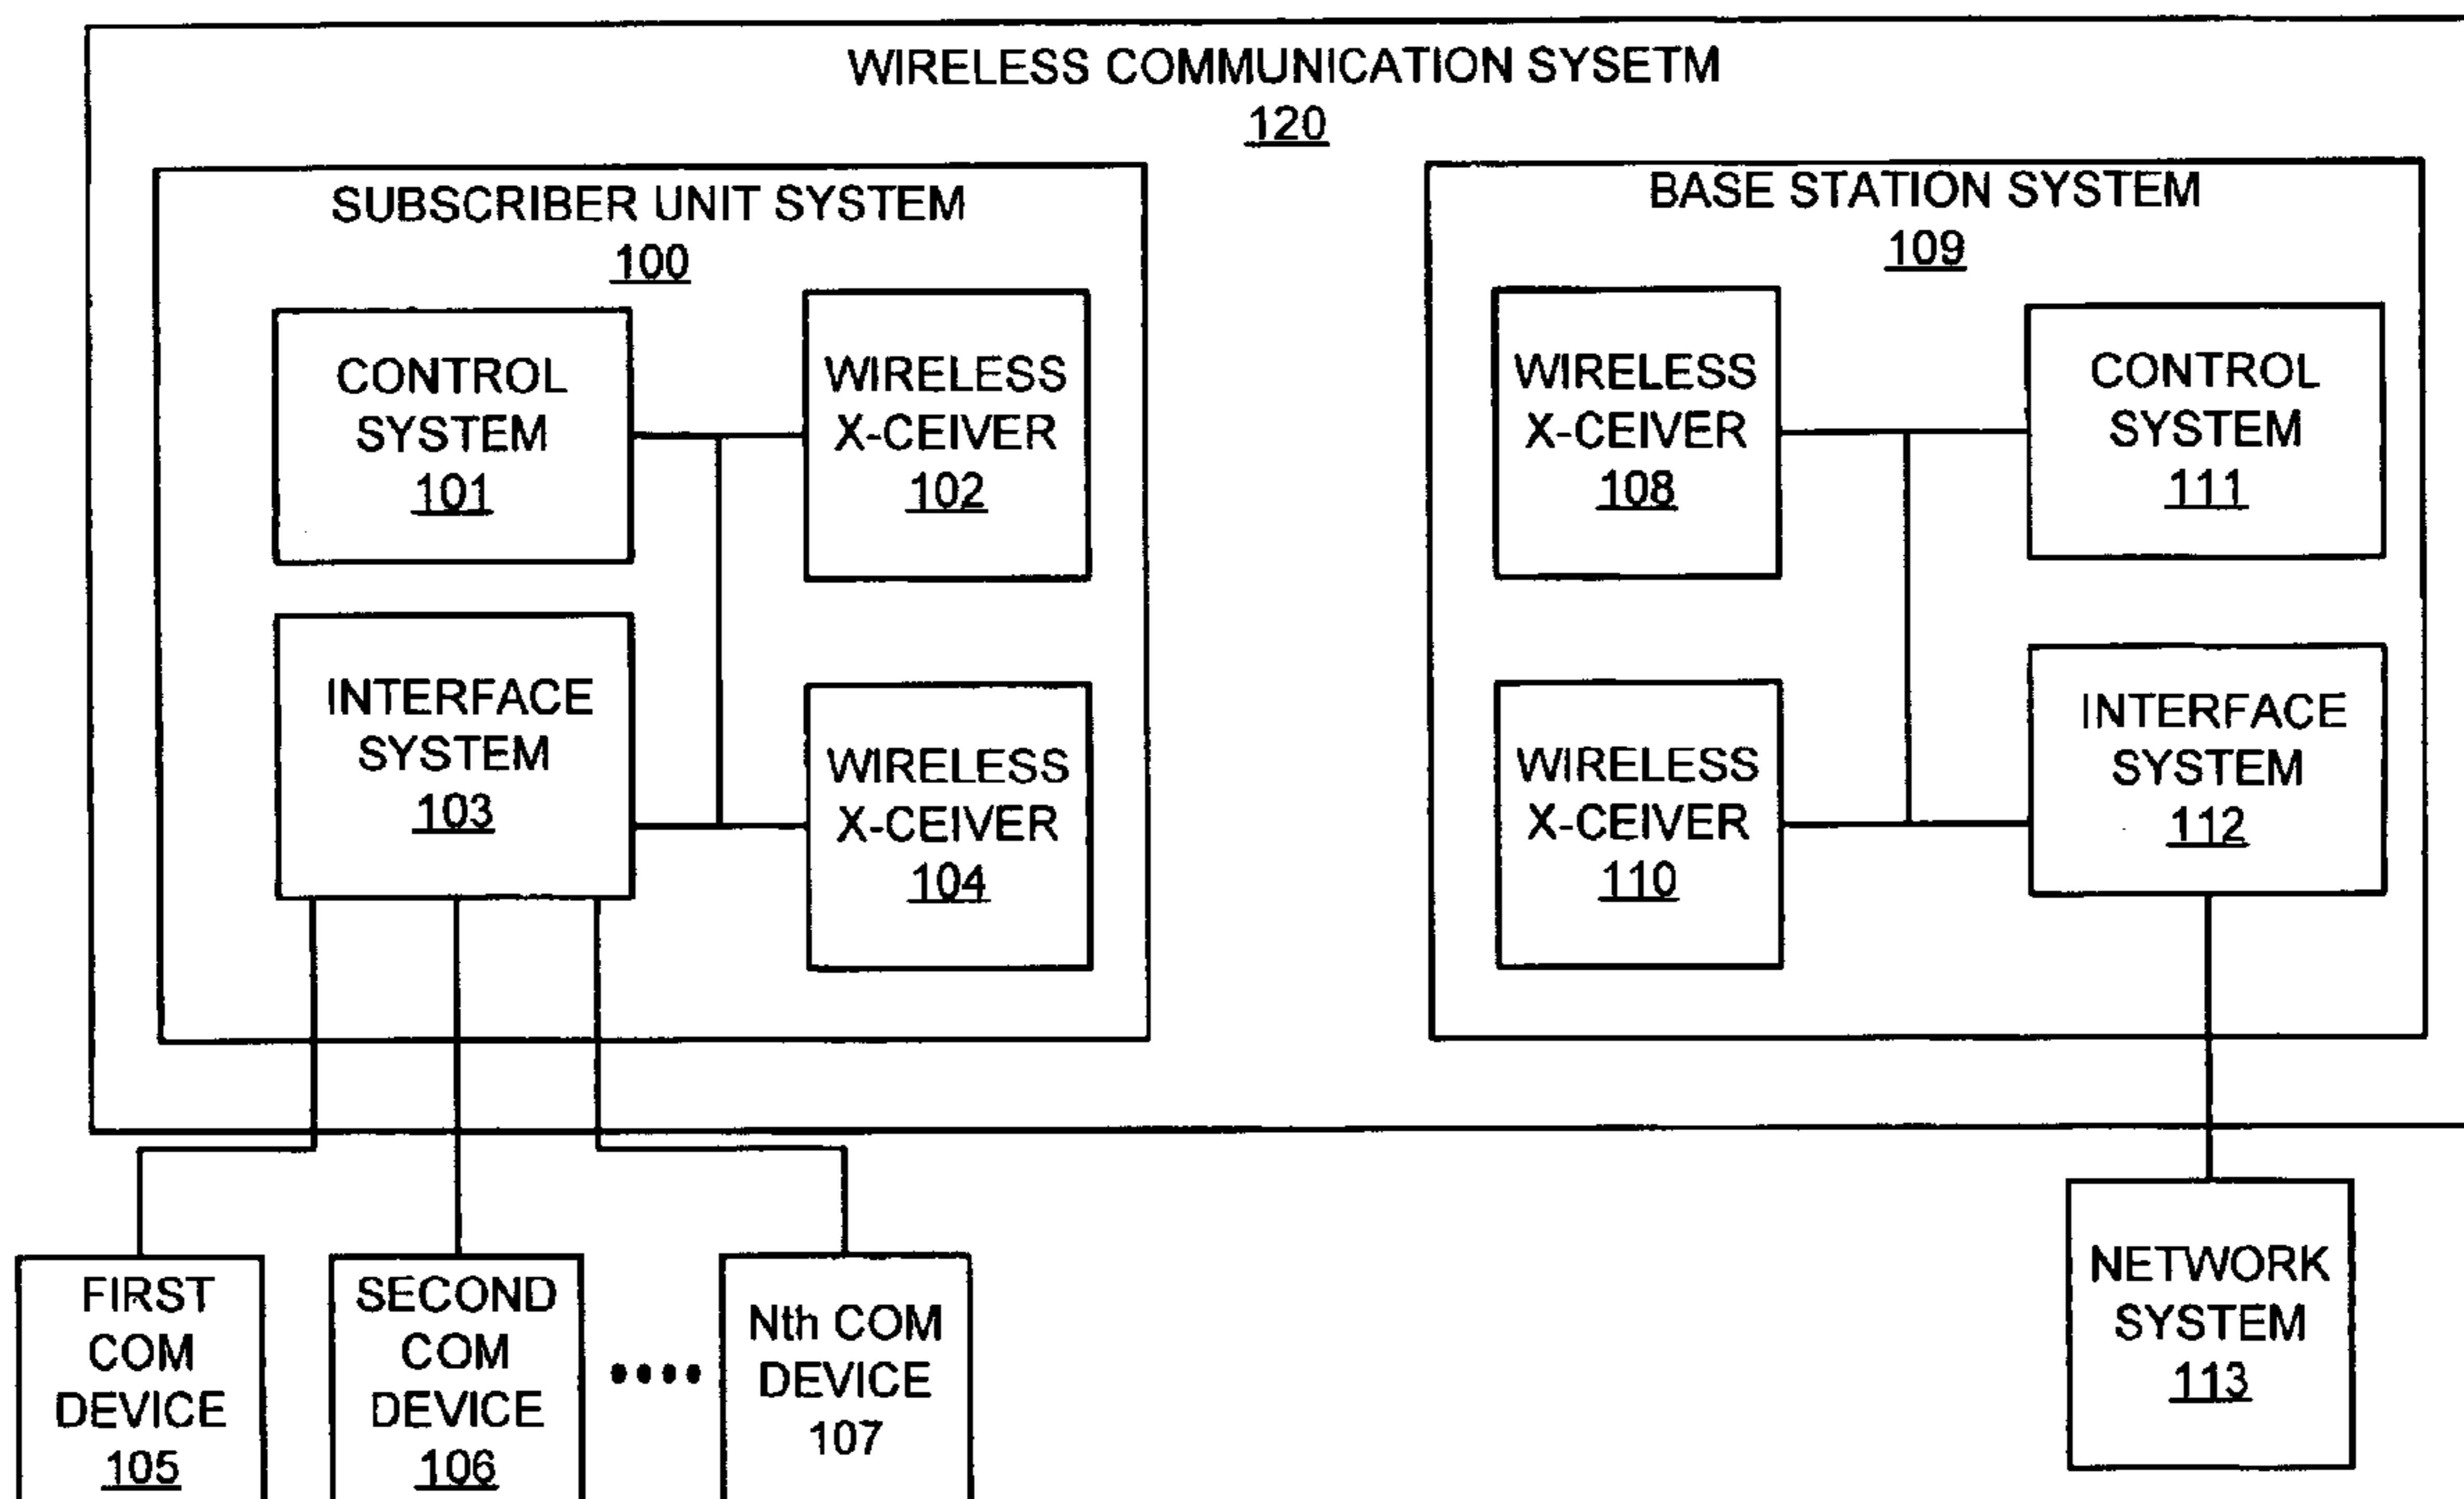 WIRELESS COMMUNICATION SYSETM
120
SUBSCRIBER UNIT SYSTEM
100
CONTROL
SYSTEM
101
WIRELESS
X-CEIVER
102
INTERFACE
SYSTEM
103
WIRELESS
X-CEIVER
104
BASE STATION SYSTEM
109
WIRELESS
X-CEIVER
108
CONTROL
SYSTEM
111
WIRELESS
X-CEIVER
110
INTERFACE
SYSTEM
112
FIRST
COM
DEVICE
105
SECOND
COM
DEVICE
106
••••
Nth COM
DEVICE
107
NETWORK
SYSTEM
113